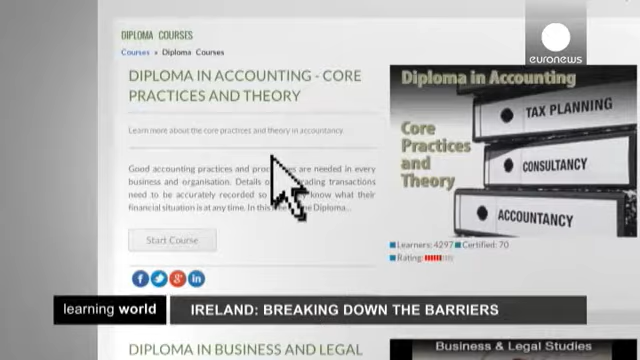 euronews
DIPLOMA COURSES
Courses » Diploma Courses
DIPLOMA IN ACCOUNTING - CORE
PRACTICES AND THEORY
Learn more about the core practices and theory in accountancy
Good accounting practices and are needed in every
business and organisation. Details trading transactions
need to be accurately recorded so know what their
financial situation is at any time. In this Diploma...
Start Course
Diploma in Accounting
Core
Practices
and
Theory
TAX PLANNING
CONSULTANCY
ACCOUNTANCY
Learners: 4297 Certified: 70
Rating:
learning world
IRELAND: BREAKING DOWN THE BARRIERS
DIPLOMA IN BUSINESS AND LEGAL
Business & Legal Studies